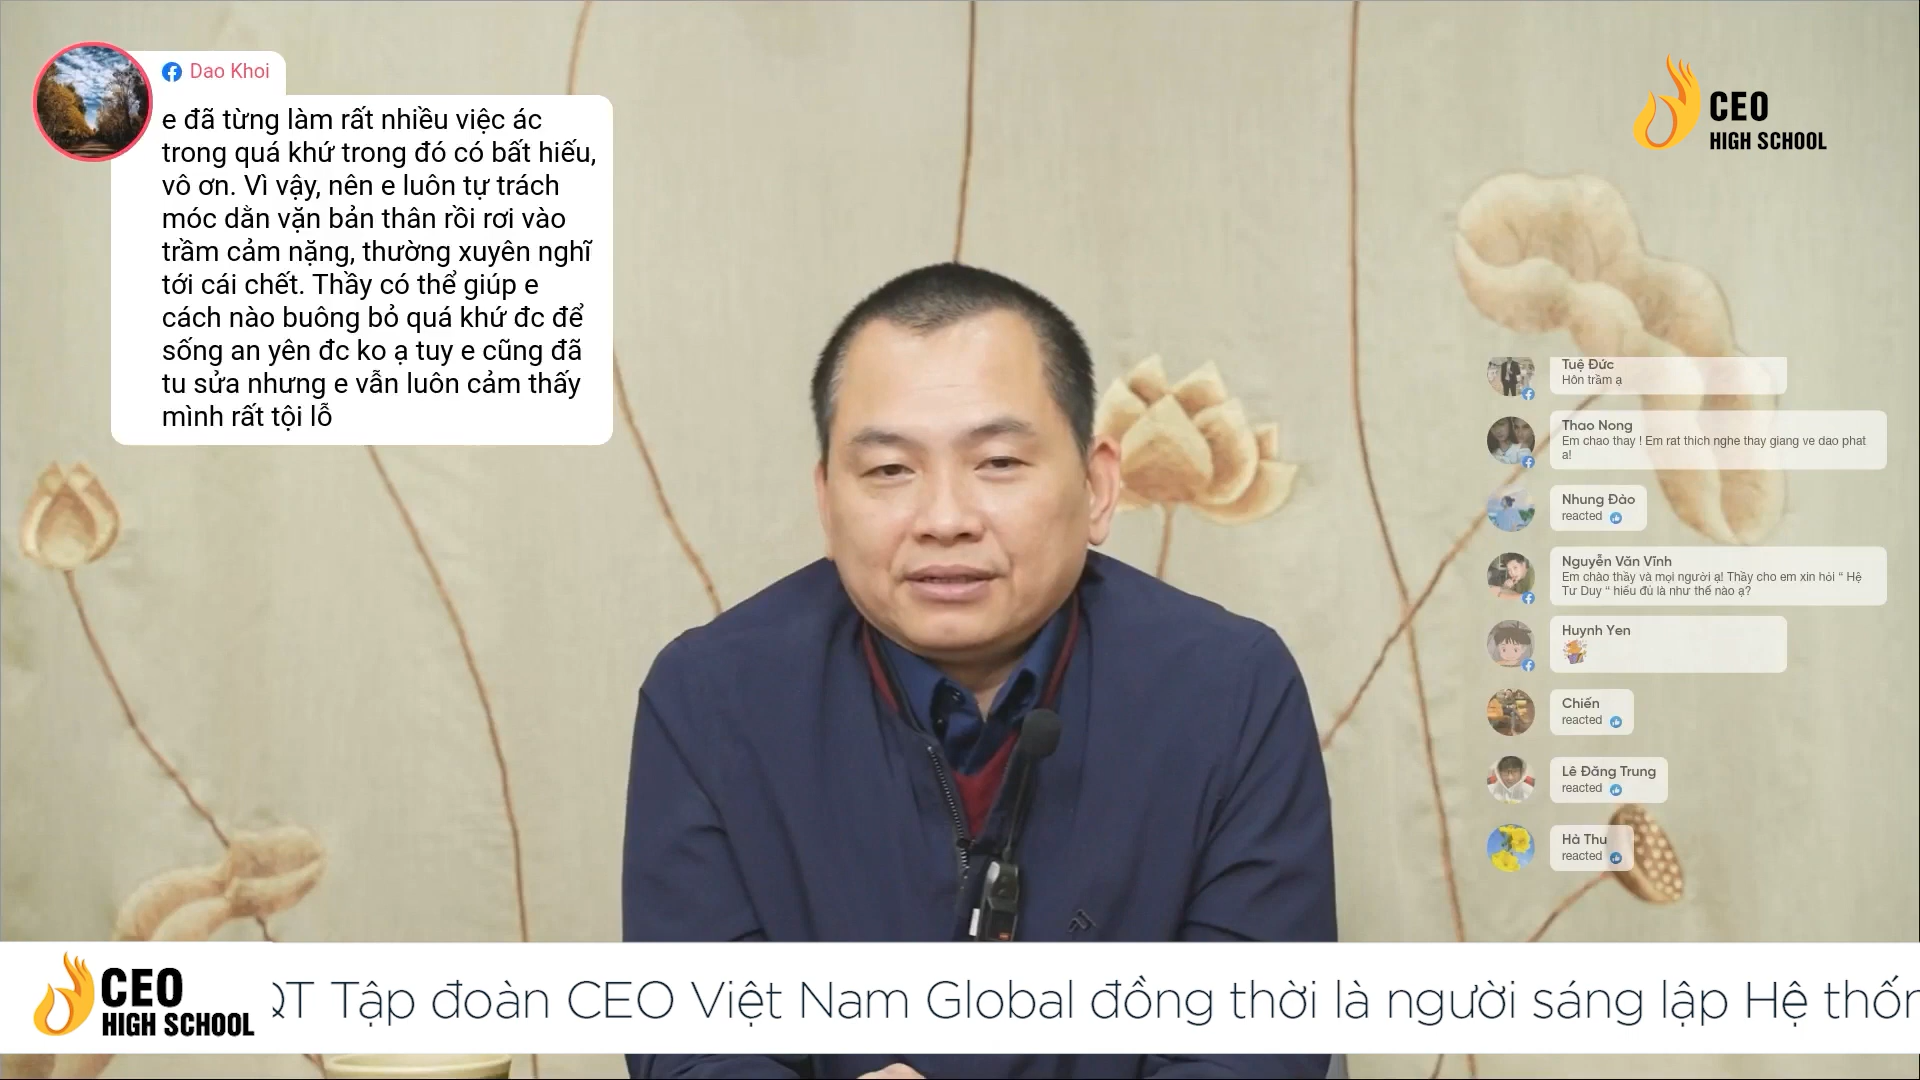 Dao Khoi
e đã từng làm rất nhiều việc ác
trong quá khứ trong đó có bất hiếu,
vô ơn. Vì vậy, nên e luôn tự trách
móc dằn vặn bản thân rồi rơi vào
trầm cảm nặng, thường xuyên nghĩ
tới cái chết. Thầy có thể giúp e
cách nào buông bỏ quá khứ đc để
sống an yên đc ko ạ tuy e cũng đã
tu sửa nhưng e vẫn luôn cảm thấy
mình rất tội lỗ
CEO
HIGH SCHOOL
Tuệ Đức
Hôn trầm ạ
Thao Nong
Em chao thay ! Em rat thich nghe thay giang ve dao phat
a!
Nhung Đào
reacted
Nguyễn Văn Vĩnh
Em chào thầy và mọi người ạ! Thầy cho em xin hỏi “ Hệ
Tư Duy “ hiểu đủ là như thế nào ạ?
Huynh Yen
Chiến
reacted
Lê Đăng Trung
reacted
Hà Thu
reacted
CEO
HIGH SCHOOL
QT Tập đoàn CEO Việt Nam Global đồng thời là người sáng lập Hệ thốn